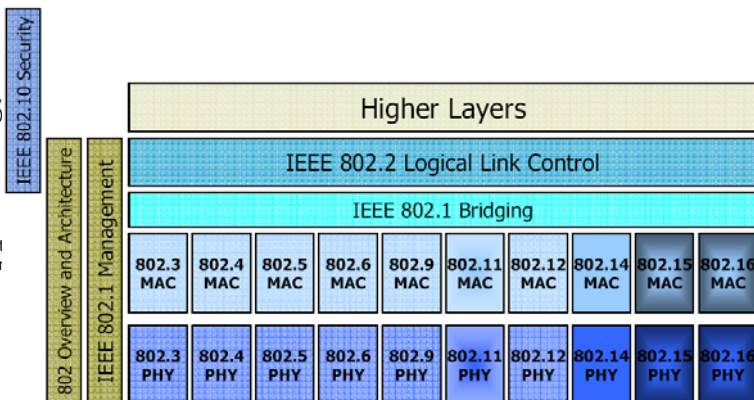 IEEE 802.10 Security
802 Overview and Architecture
IEEE 802.1 Management
Higher Layers
IEEE 802.2 Logical Link Control
IEEE 802.1 Bridging
802.3 802.4 802.5 802.6 802.9 802.11 802.12 802.14 802.15 802.16
MAC MAC MAC MAC MAC MAC MAC MAC MAC MAC
802.3 802.4 802.5 802.6 802.9 802.11 802.12 802.14 802.15 802.16
PHY PHY PHY PHY PHY PHY PHY PHY PHY PHY